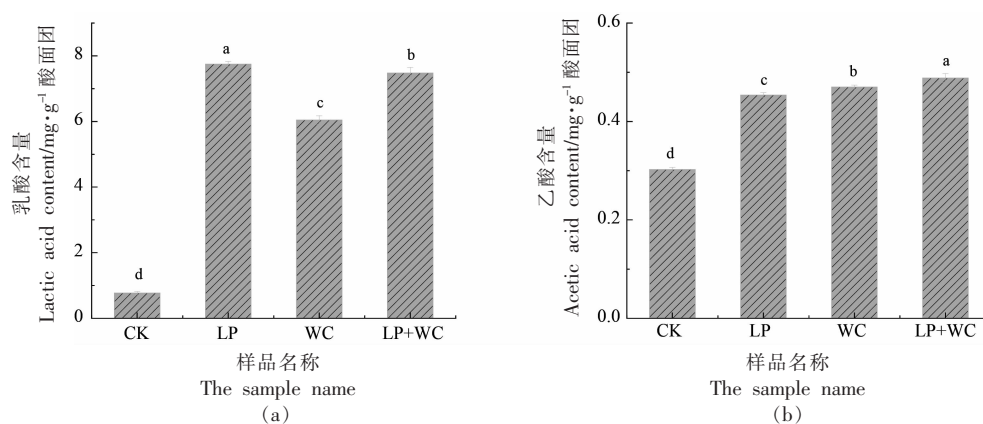 乳酸含量
Lactic acid content/mg·g⁻¹酸面团
8
6
4
2
0
a
b
c
d
CK LP WC LP+WC
样品名称
The sample name
(a)
乙酸含量
Acetic acid content/mg·g⁻¹酸面团
0.6
0.4
0.2
0.0
a
b
c
d
CK LP WC LP+WC
样品名称
The sample name
(b)